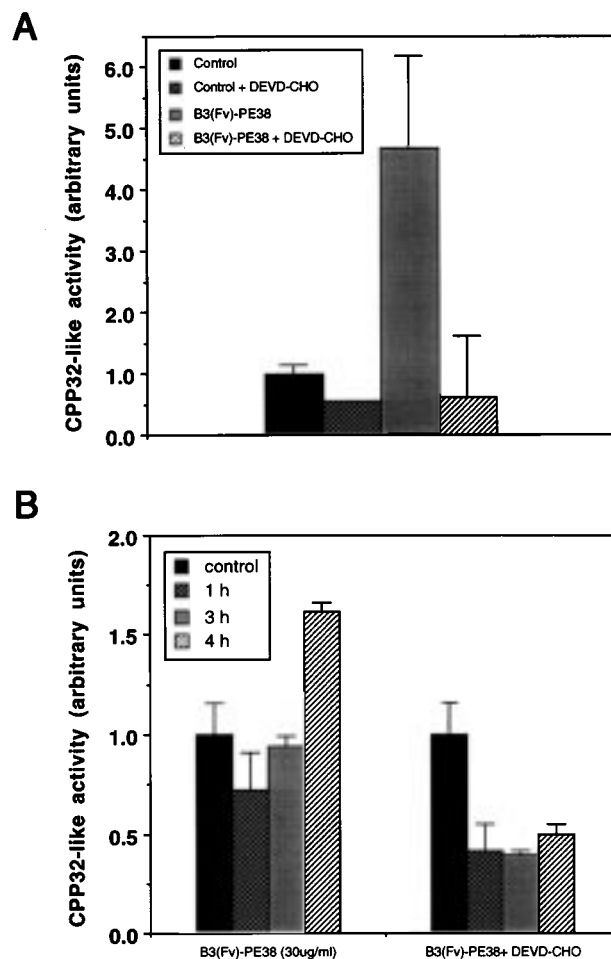 A
CPP32-like activity (arbitrary units)
6.0
5.0
4.0
3.0
2.0
1.0
0.0
Control
Control + DEVD-CHO
B3(Fv)-PE38
B3(Fv)-PE38 + DEVD-CHO
B
CPP32-like activity (arbitrary units)
2.0
1.5
1.0
0.5
0.0
control
1 h
3 h
4 h
B3(Fv)-PE38 (30ug/ml)
B3(Fv)-PE38+ DEVD-CHO